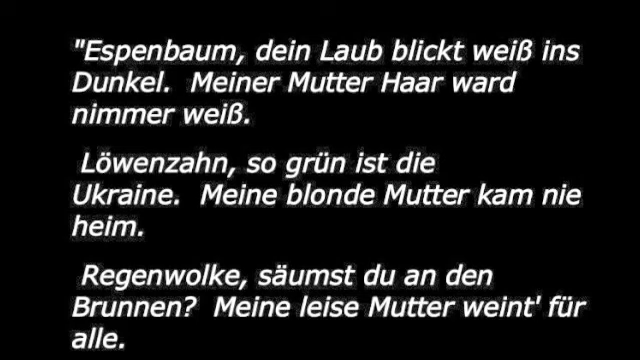 "Espenbaum, dein Laub blickt weiß ins
Dunkel.  Meiner Mutter Haar ward
nimmer weiß.
Löwenzahn, so grün ist die
Ukraine.  Meine blonde Mutter kam nie
heim.
Regenwolke, säumst du an den
Brunnen?  Meine leise Mutter weint' für
alle.